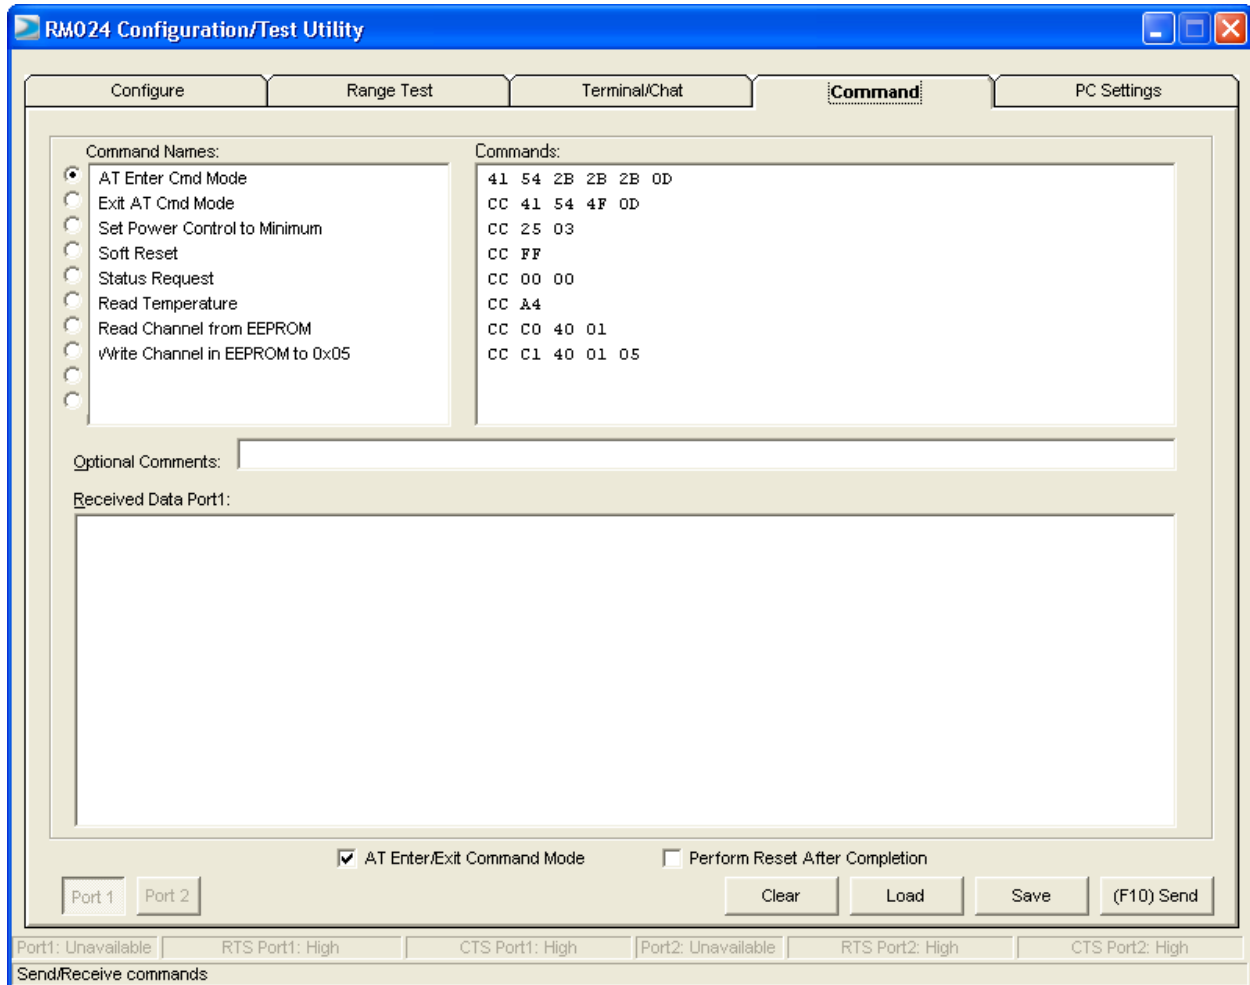 RM024 Configuration/Test Utility
Configure Range Test Terminal/Chat Command PC Settings
Command Names: Commands:
AT Enter Cmd Mode 41 54 2B 2B 2B 0D
Exit AT Cmd Mode CC 41 54 4F 0D
Set Power Control to Minimum CC 25 03
Soft Reset CC FF
Status Request CC 00 00
Read Temperature CC A4
Read Channel from EEPROM CC C0 40 01
Write Channel in EEPROM to 0x05 CC C1 40 01 05
Optional Comments:
Received Data Port1:
AT Enter/Exit Command Mode Perform Reset After Completion
Port 1 Port 2 Clear Load Save (F10) Send
Port1: Unavailable RTS Port1: High CTS Port1: High Port2: Unavailable RTS Port2: High CTS Port2: High
Send/Receive commands